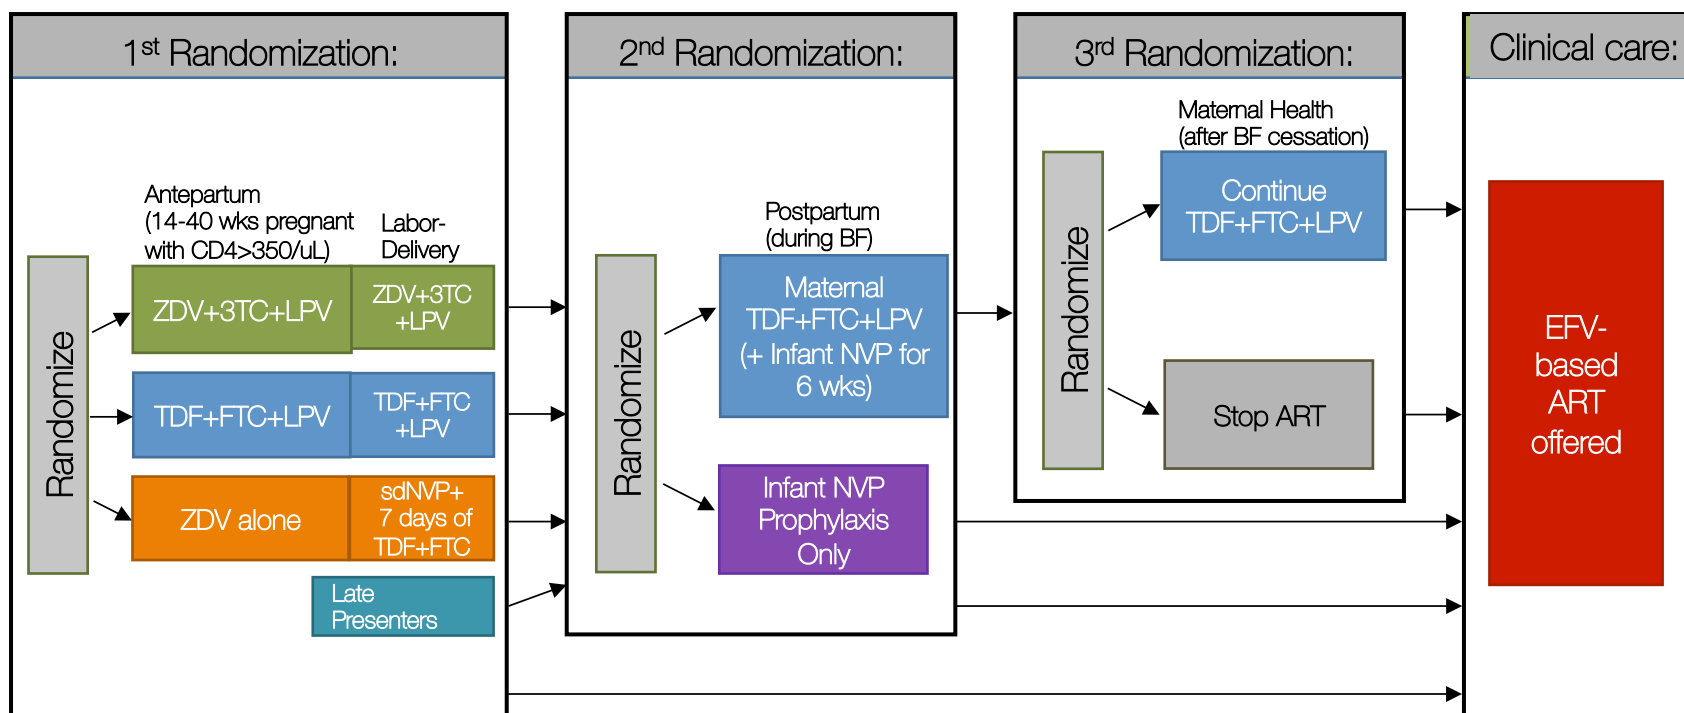 1st Randomization:
Antepartum
(14-40 wks pregnant
with CD4>350/uL)
Labor-
Delivery
Randomize
ZDV+3TC+LPV
ZDV+3TC
+LPV
TDF+FTC+LPV
TDF+FTC
+LPV
ZDV alone
sdNVP+
7 days of
TDF+FTC
Late
Presenters
2nd Randomization:
Postpartum
(during BF)
Randomize
Maternal
TDF+FTC+LPV
(+ Infant NVP for
6 wks)
Infant NVP
Prophylaxis
Only
3rd Randomization:
Maternal Health
(after BF cessation)
Randomize
Continue
TDF+FTC+LPV
Stop ART
Clinical care:
EFV-
based
ART
offered